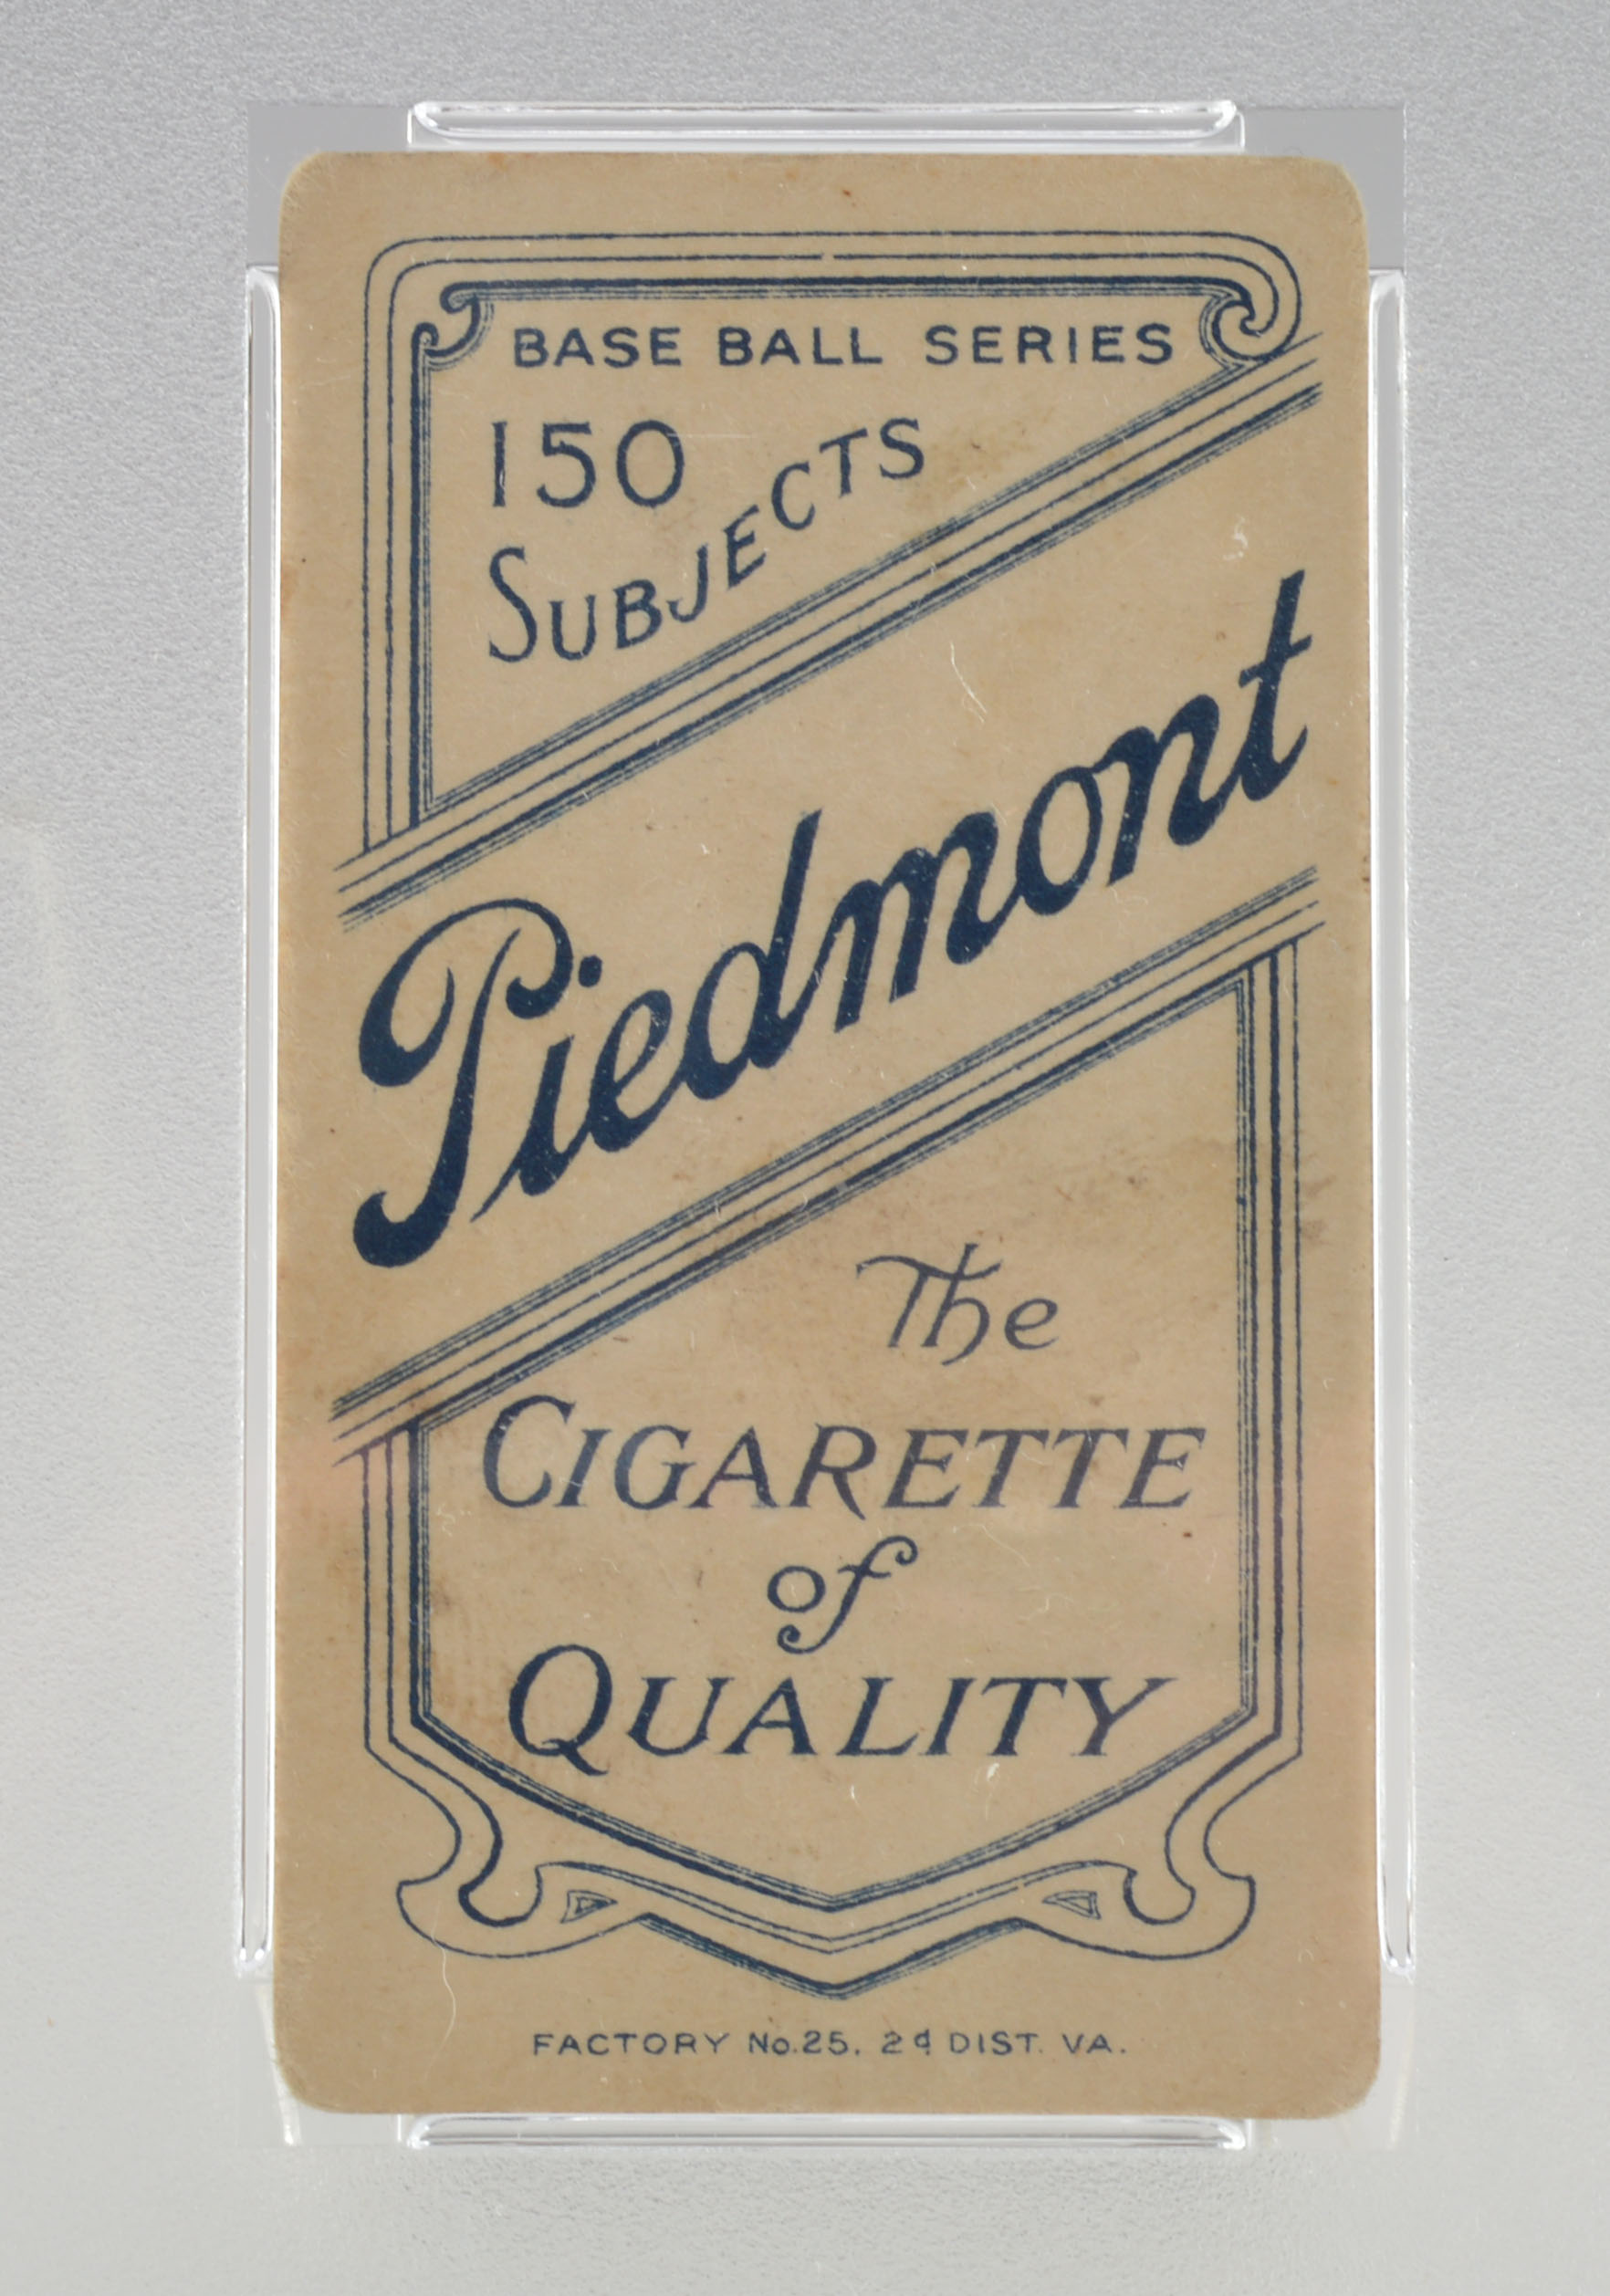 BASE BALL SERIES
150
SUBJECTS
Piedmont
The
CIGARETTE
of
QUALITY
FACTORY No.25. 2d DIST. VA.